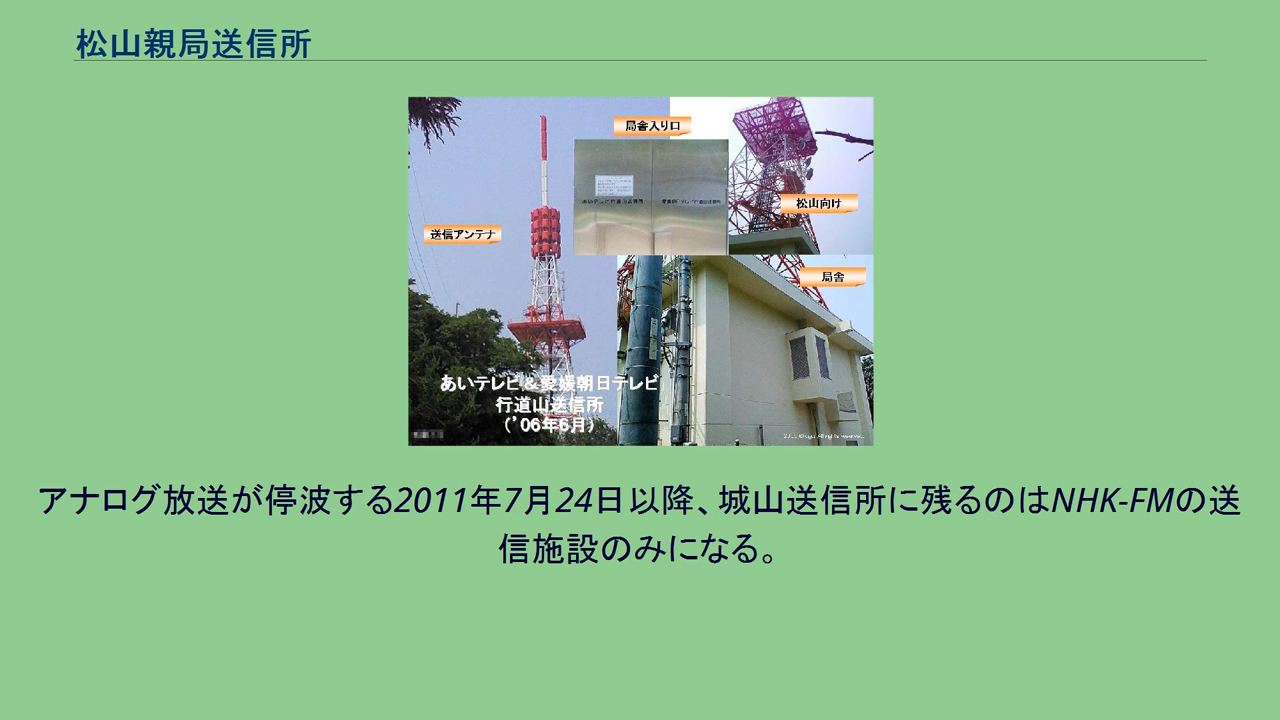 松山親局送信所
局舎入り口
松山向け
送信アンテナ
局舎
あいテレビ&愛媛朝日テレビ
行道山送信所
(’06年6月)
アナログ放送が停波する2011年7月24日以降、城山送信所に残るのはNHK-FMの送
信施設のみになる。